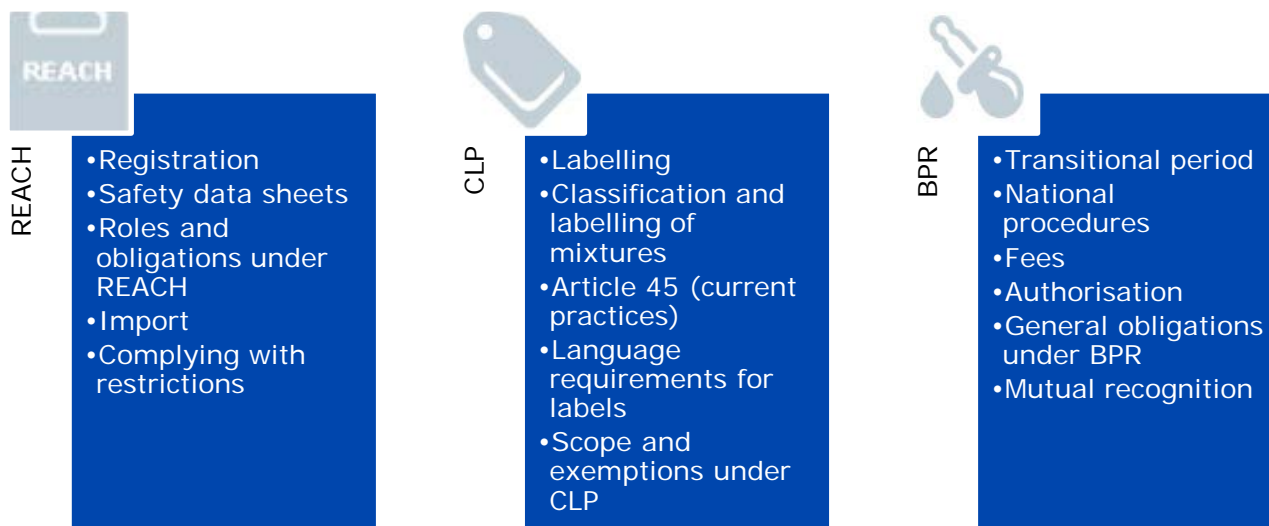 REACH
REACH
•Registration
•Safety data sheets
•Roles and
obligations under
REACH
•Import
•Complying with
restrictions
CLP
•Labelling
•Classification and
labelling of
mixtures
•Article 45 (current
practices)
•Language
requirements for
labels
•Scope and
exemptions under
CLP
BPR
•Transitional period
•National
procedures
•Fees
•Authorisation
•General obligations
under BPR
•Mutual recognition